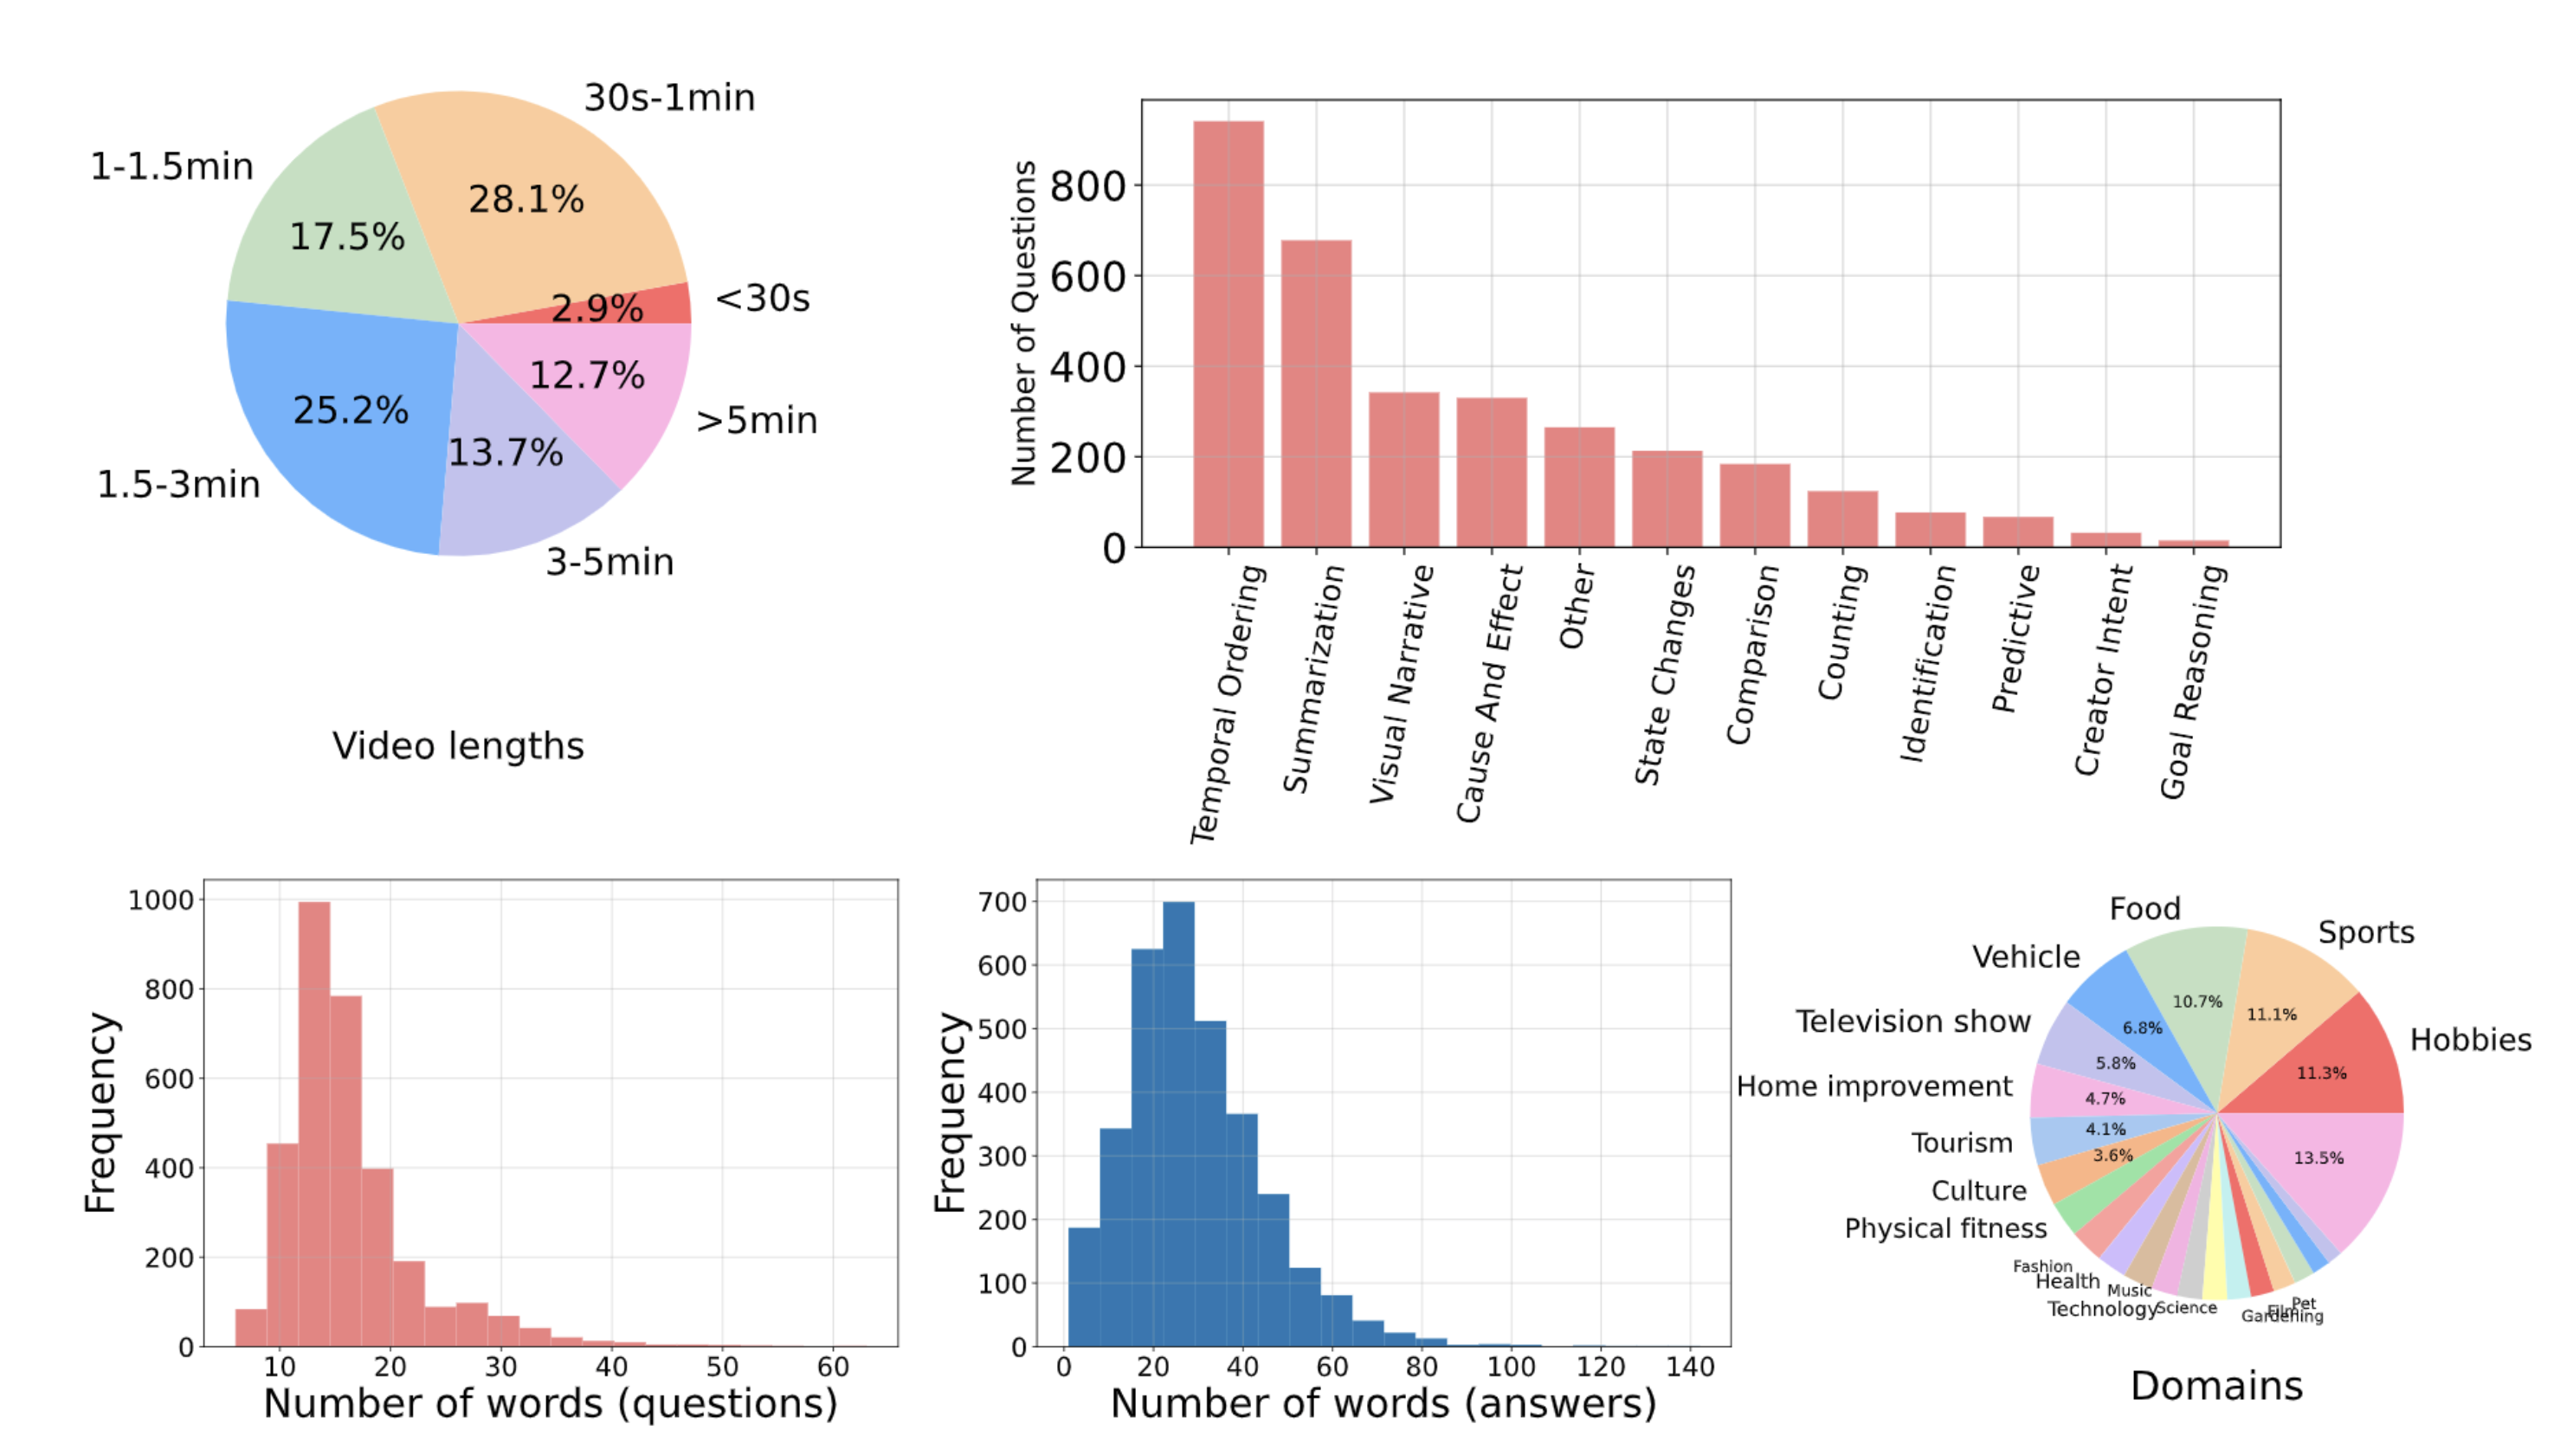 30s-1min
1-1.5min
28.1%
17.5%
<30s
2.9%
12.7%
25.2%
>5min
13.7%
1.5-3min
3-5min
Video lengths
Number of Questions
800
600
400
200
0
Temporal Ordering
Summarization
Visual Narrative
Cause And Effect
Other
State Changes
Comparison
Counting
Identification
Predictive
Creator Intent
Goal Reasoning
Frequency
1000
800
600
400
200
0
10 20 30 40 50 60
Number of words (questions)
Frequency
700
600
500
400
300
200
100
0
0 20 40 60 80 100 120 140
Number of words (answers)
Food
Sports
Vehicle
10.7%
11.1%
6.8%
Television show
Hobbies
5.8%
11.3%
Home improvement
4.7%
4.1%
Tourism
3.6%
13.5%
Culture
Physical fitness
Fashion
Health
Music
Technology
Science
Gardening
Film
Pet
Domains